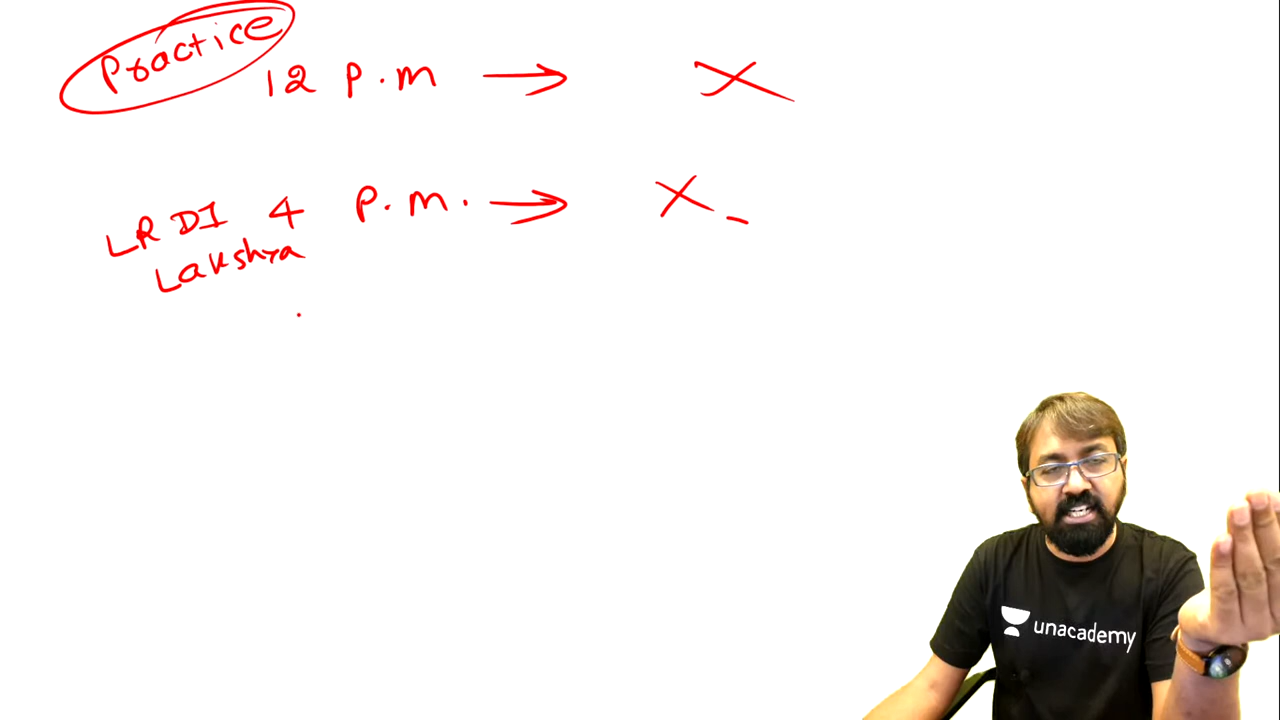 Practice
12 p.m → X
LRDI 4 P.m. → X -
Lakshya
unacademy